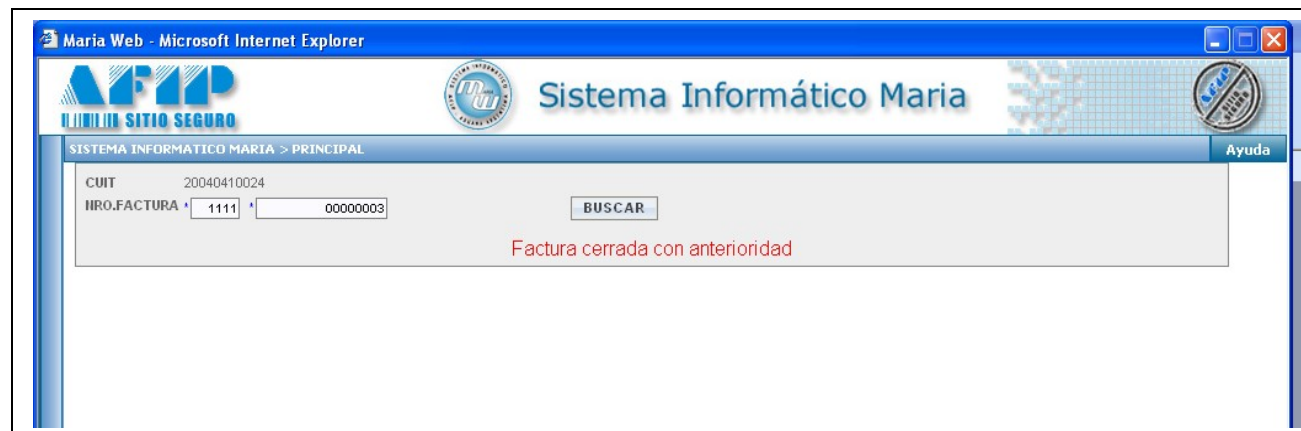 Maria Web - Microsoft Internet Explorer
AFIP
SITIO SEGURO
Sistema Informático Maria
SISTEMA INFORMATICO MARIA > PRINCIPAL
Ayuda
CUIT 20040410024
NRO.FACTURA * 1111 * 00000003 BUSCAR
Factura cerrada con anterioridad